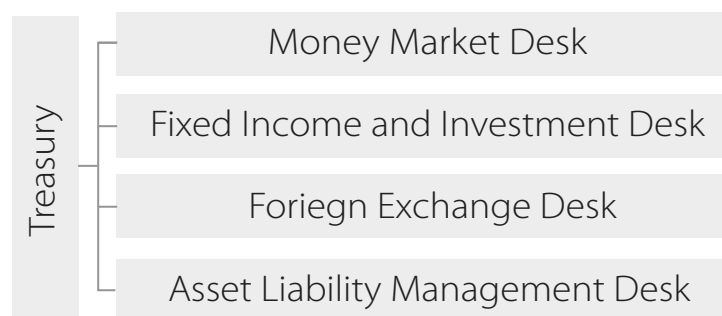 Treasury
Money Market Desk
Fixed Income and Investment Desk
Foriegn Exchange Desk
Asset Liability Management Desk